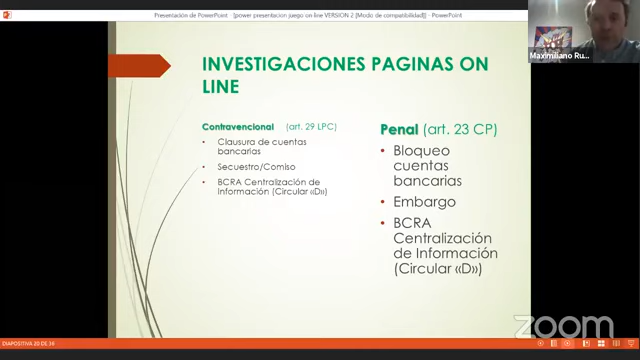 Presentación de PowerPoint - [power presentacion juego on line VERSION 2 [Modo de compatibilidad]] - PowerPoint
Maxmiliano Ru...
INVESTIGACIONES PAGINAS ON
LINE
Contravencional (art. 29 LPC)
• Clausura de cuentas
bancarias
• Secuestro/Comiso
• BCRA Centralización de
Información (Circular «D»)
Penal (art. 23 CP)
• Bloqueo
cuentas
bancarias
• Embargo
• BCRA
Centralización
de Información
(Circular «D»)
zoom
DIAPOSITIVA 20 DE 39